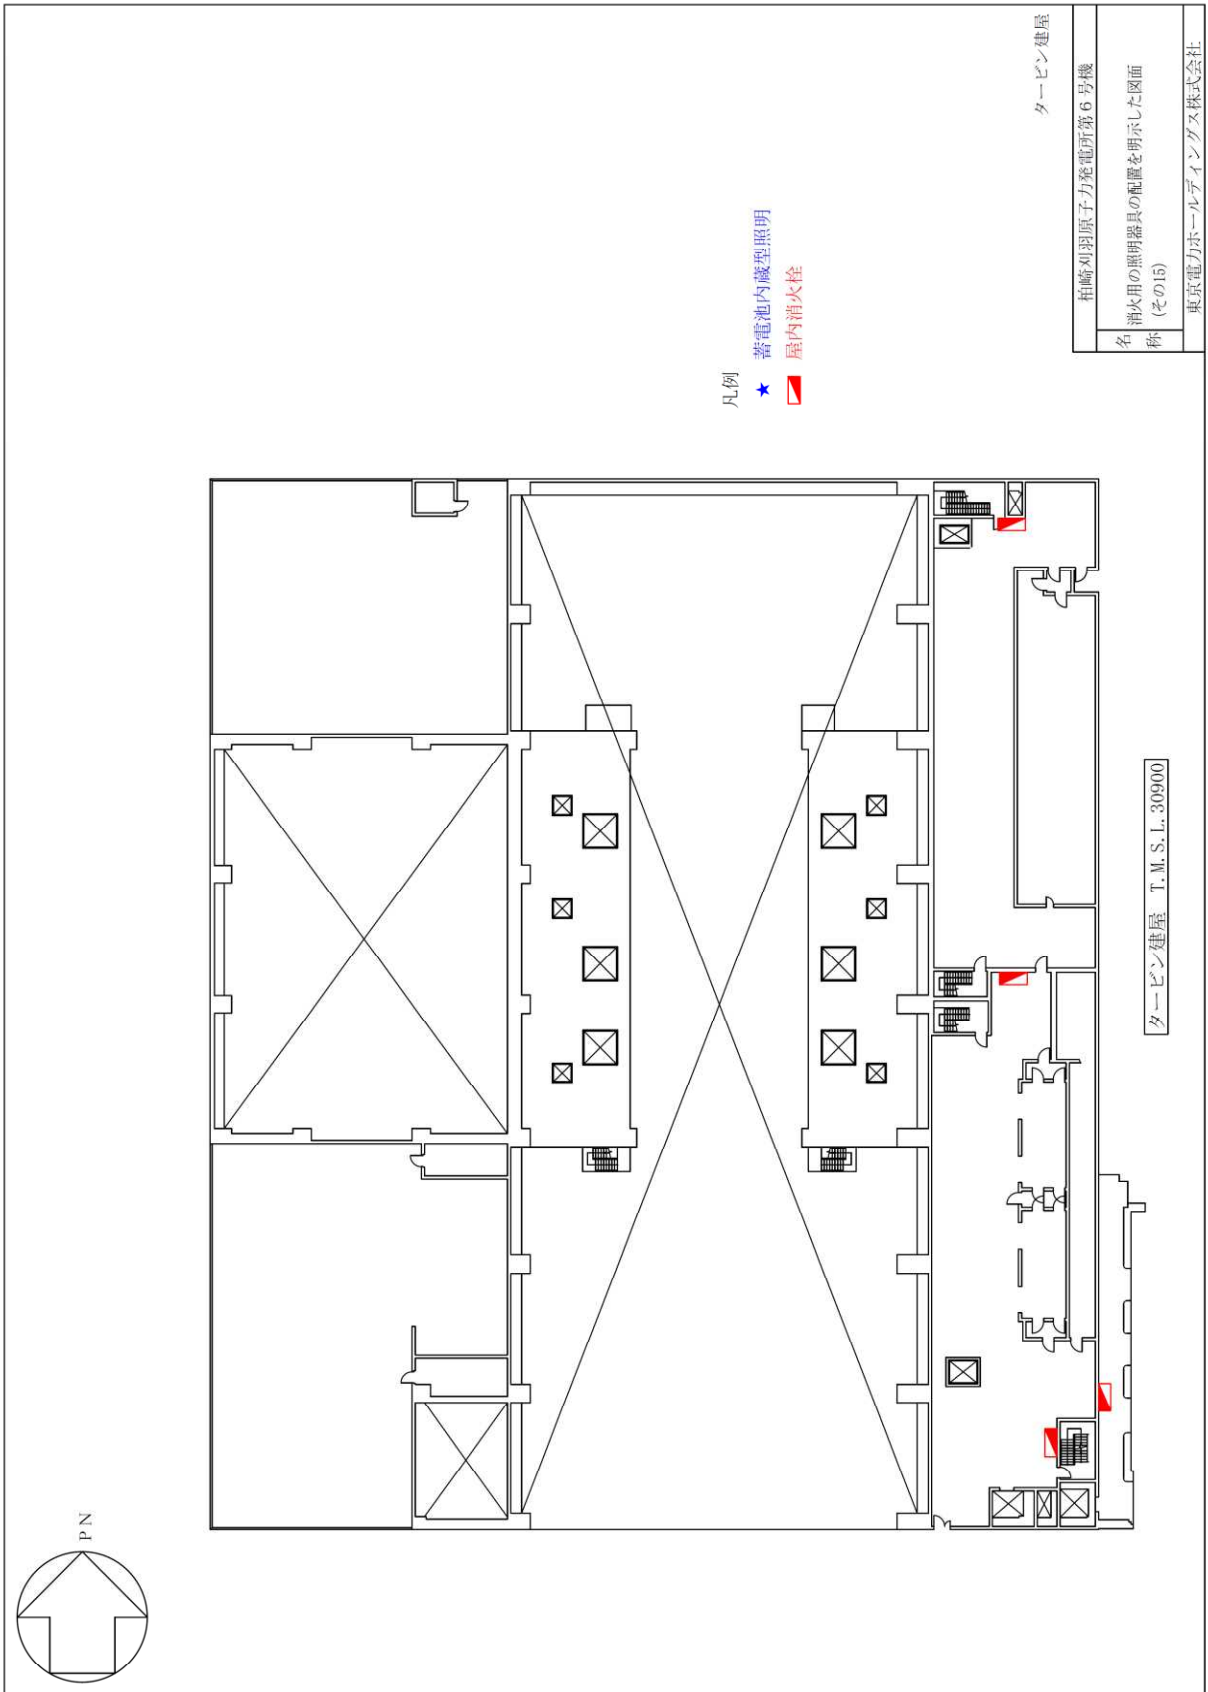 PN
凡例
★ 蓄電池内蔵型照明
屋内消火栓
タービン建屋 T.M.S.L.30900
タービン建屋
柏崎刈羽原子力発電所第6号機
名称
消火用の照明器具の配置を明示した図面
(その15)
東京電力ホールディングス株式会社